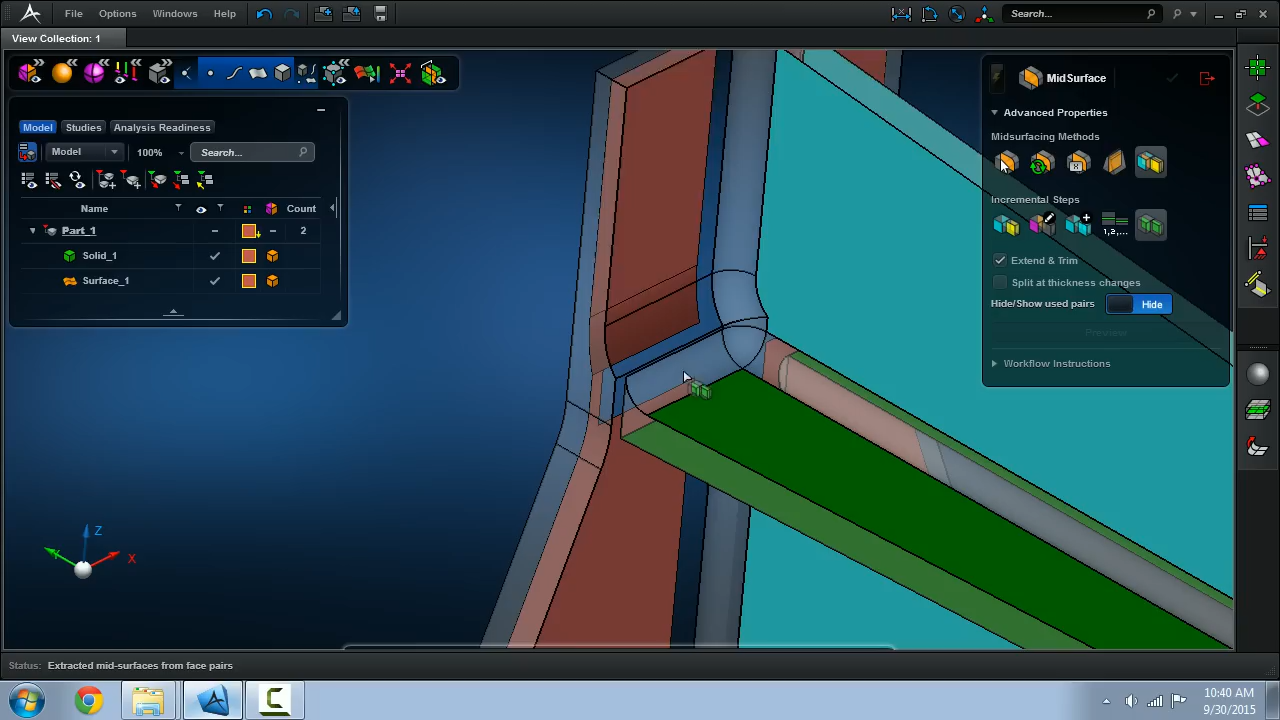 File Options Windows Help
Search...
View Collection: 1
Model Studies Analysis Readiness
Model 100% Search...
Name Count
Part_1 2
Solid_1
Surface_1
MidSurface
Advanced Properties
Midsurfacing Methods
Incremental Steps
1,2,...
Extend & Trim
Split at thickness changes
Hide/Show used pairs Hide
Preview
Workflow Instructions
Z
X
Status: Extracted mid-surfaces from face pairs
10:40 AM
9/30/2015